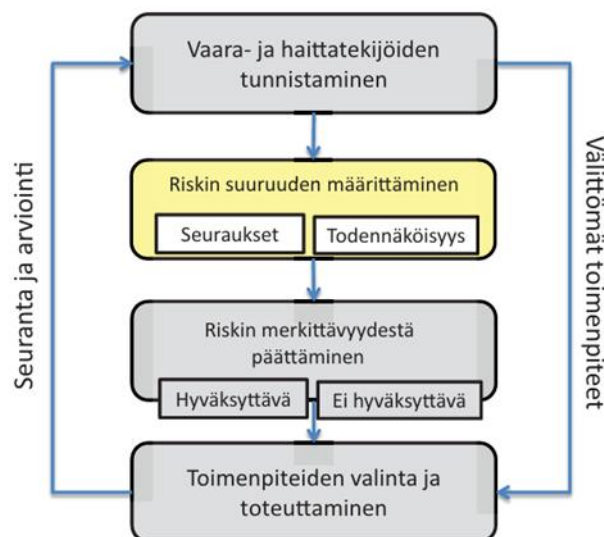 Vaara- ja haittatekijöiden
tunnistaminen
Riskin suuruuden määrittäminen
Seuraukset
Todennäköisyys
Riskin merkittävyydestä
päättäminen
Hyväksyttävä
Ei hyväksyttävä
Toimenpiteiden valinta ja
toteuttaminen
Seuranta ja arviointi
Välittömät toimenpiteet